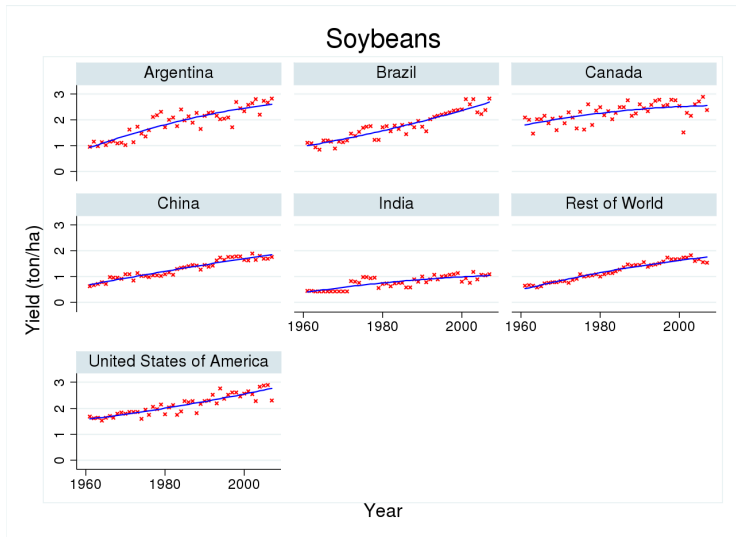 Soybeans
Argentina
Brazil
Canada
0 1 2 3
China
India
Rest of World
0 1 2 3
1960 1980 2000
1960 1980 2000
United States of America
0 1 2 3
1960 1980 2000
Yield (ton/ha)
Year